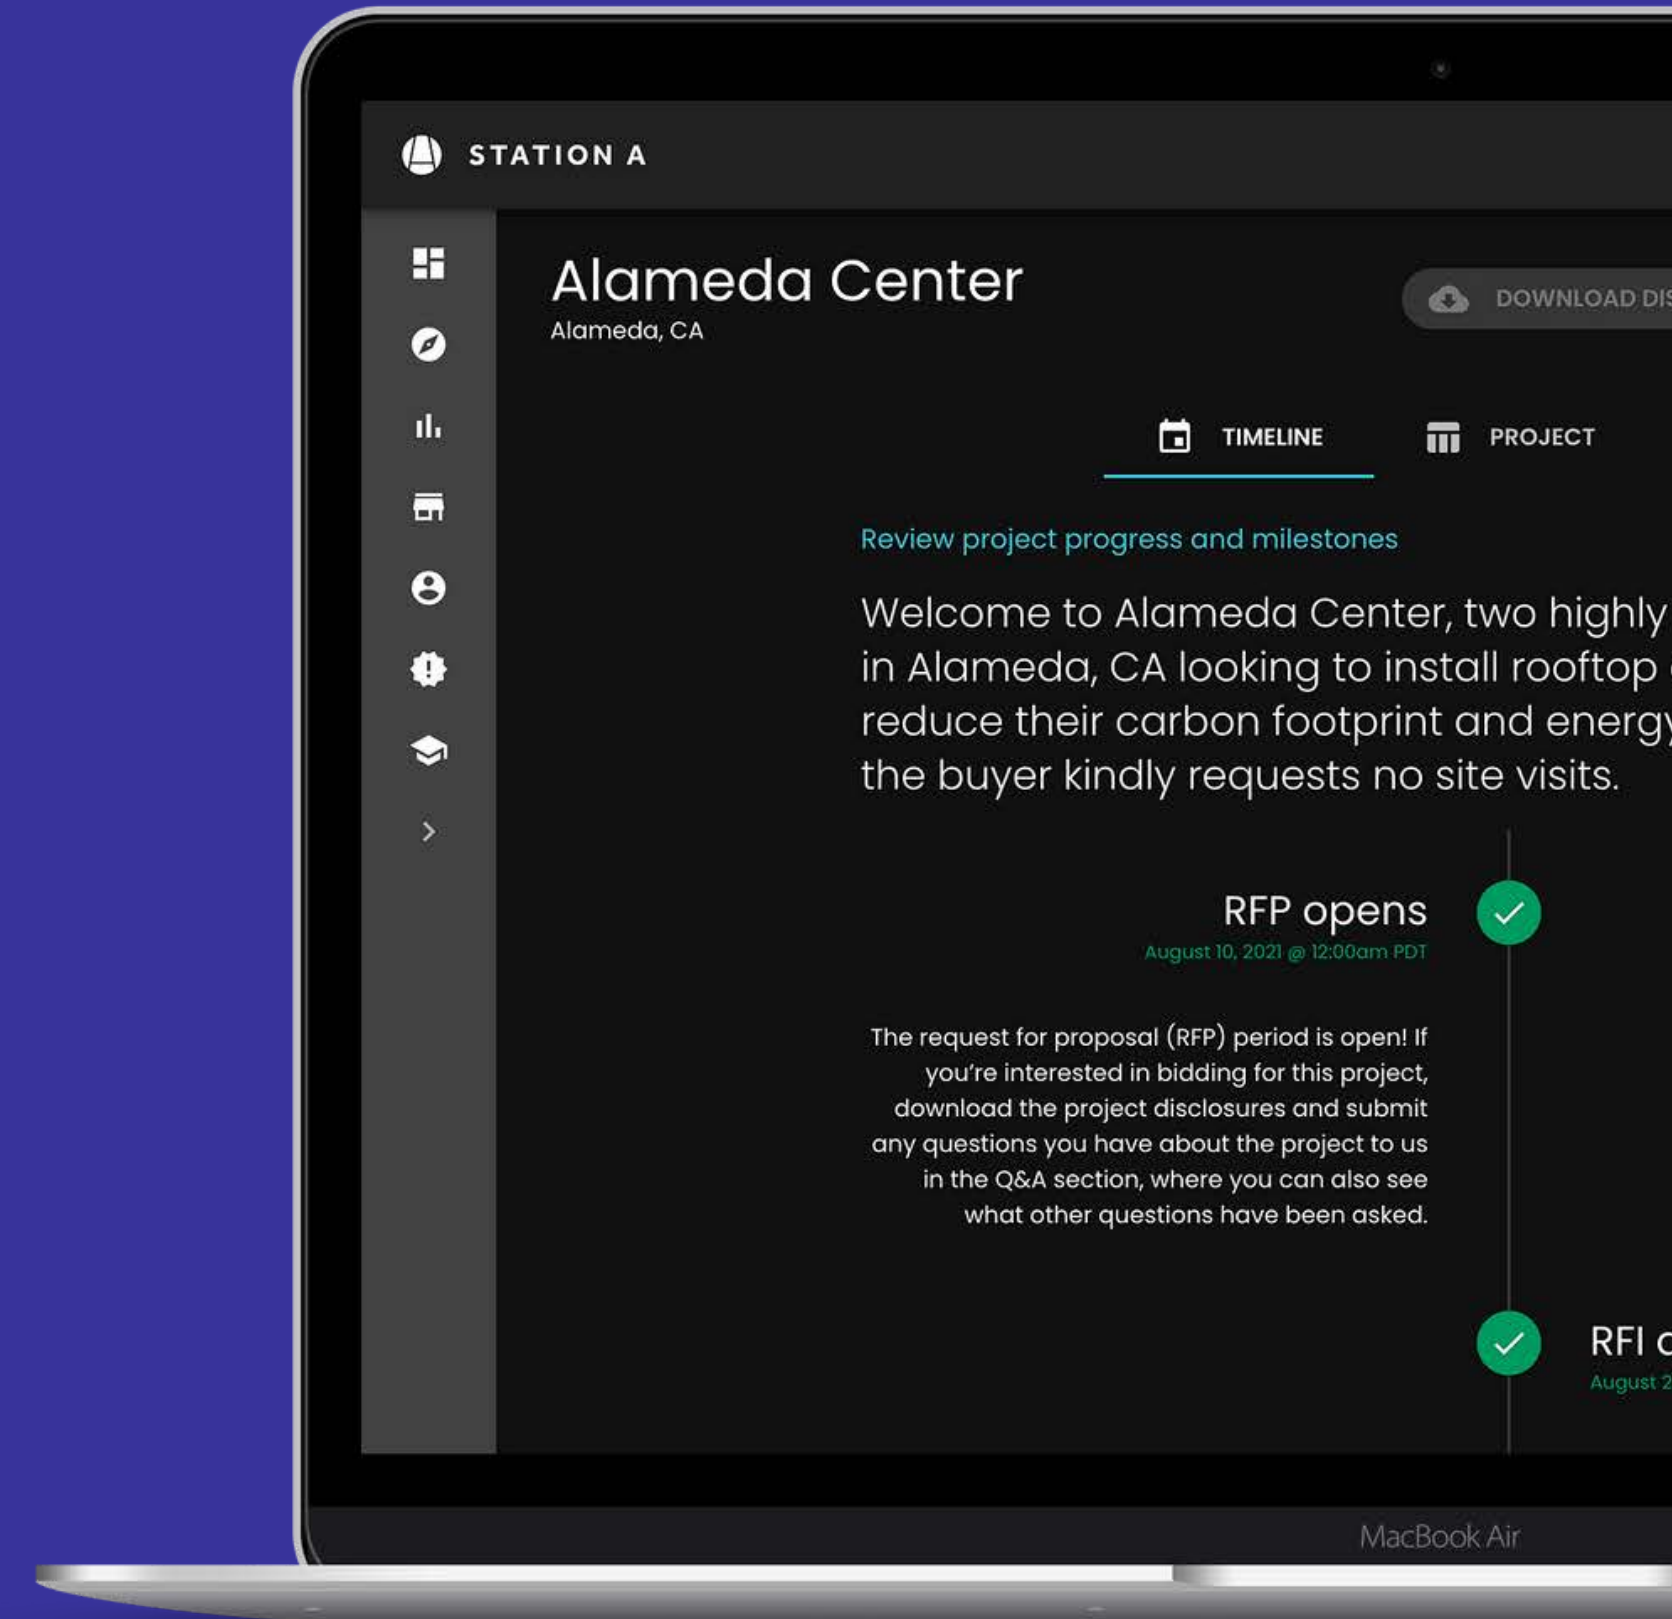 STATION A
Alameda Center
Alameda, CA
DOWNLOAD
TIMELINE
PROJECT
Review project progress and milestones
Welcome to Alameda Center, two highly
in Alameda, CA looking to install rooftop
reduce their carbon footprint and energy
the buyer kindly requests no site visits.
RFP opens
August 10, 2021 @ 12:00am PDT
The request for proposal (RFP) period is open! If
you're interested in bidding for this project,
download the project disclosures and submit
any questions you have about the project to us
in the Q&A section, where you can also see
what other questions have been asked.
RFI
August
MacBook Air